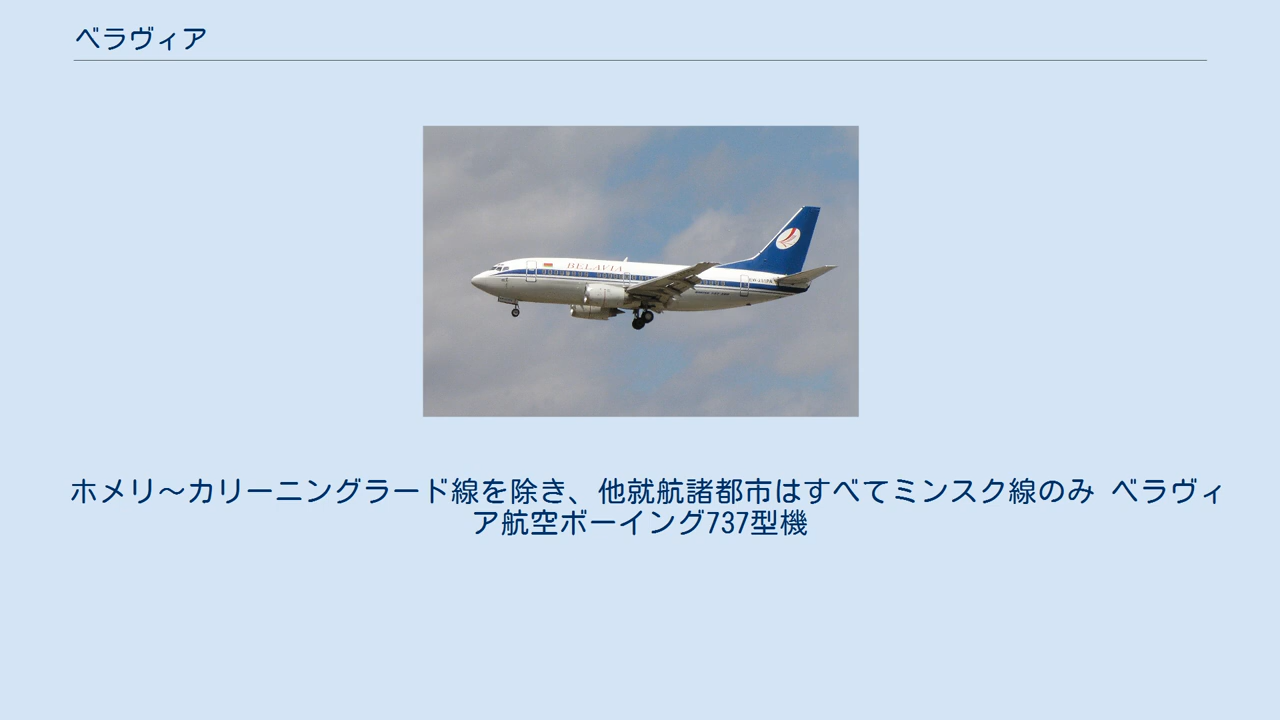 ベラヴィア
BELAVIA
ホメリ～カリーニングラード線を除き、他就航諸都市はすべてミンスク線のみ ベラヴィ
ア航空ボーイング737型機